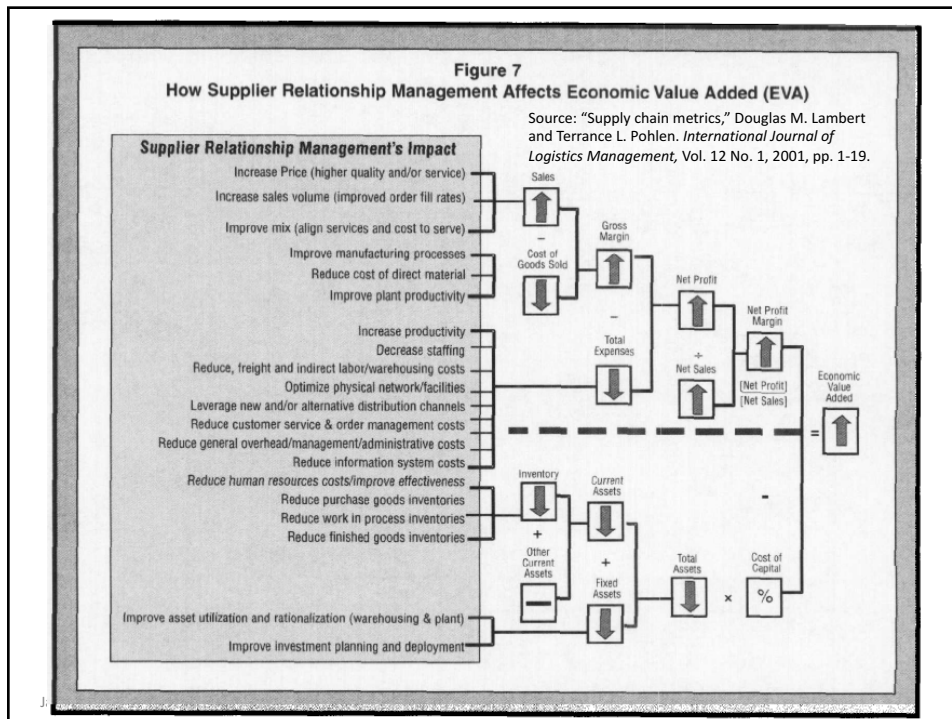 Figure 7
How Supplier Relationship Management Affects Economic Value Added (EVA)
Source: “Supply chain metrics,” Douglas M. Lambert
and Terrance L. Pohlen. International Journal of
Logistics Management, Vol. 12 No. 1, 2001, pp. 1-19.
Supplier Relationship Management's Impact
Increase Price (higher quality and/or service)
Increase sales volume (improved order fill rates)
Improve mix (align services and cost to serve)
Improve manufacturing processes
Reduce cost of direct material
Improve plant productivity
Increase productivity
Decrease staffing
Reduce, freight and indirect labor/warehousing costs
Optimize physical network/facilities
Leverage new and/or alternative distribution channels
Reduce customer service & order management costs
Reduce general overhead/management/administrative costs
Reduce information system costs
Reduce human resources costs/improve effectiveness
Reduce purchase goods inventories
Reduce work in process inventories
Reduce finished goods inventories
Improve asset utilization and rationalization (warehousing & plant)
Improve investment planning and deployment
Sales
−
Cost of
Goods Sold
Gross
Margin
−
Total
Expenses
Net Profit
÷
Net Sales
Net Profit
Margin
[Net Profit]
[Net Sales]
Economic
Value
Added
=
-
Inventory
+
Other
Current
Assets
Current
Assets
+
Fixed
Assets
Total
Assets
×
Cost of
Capital
%